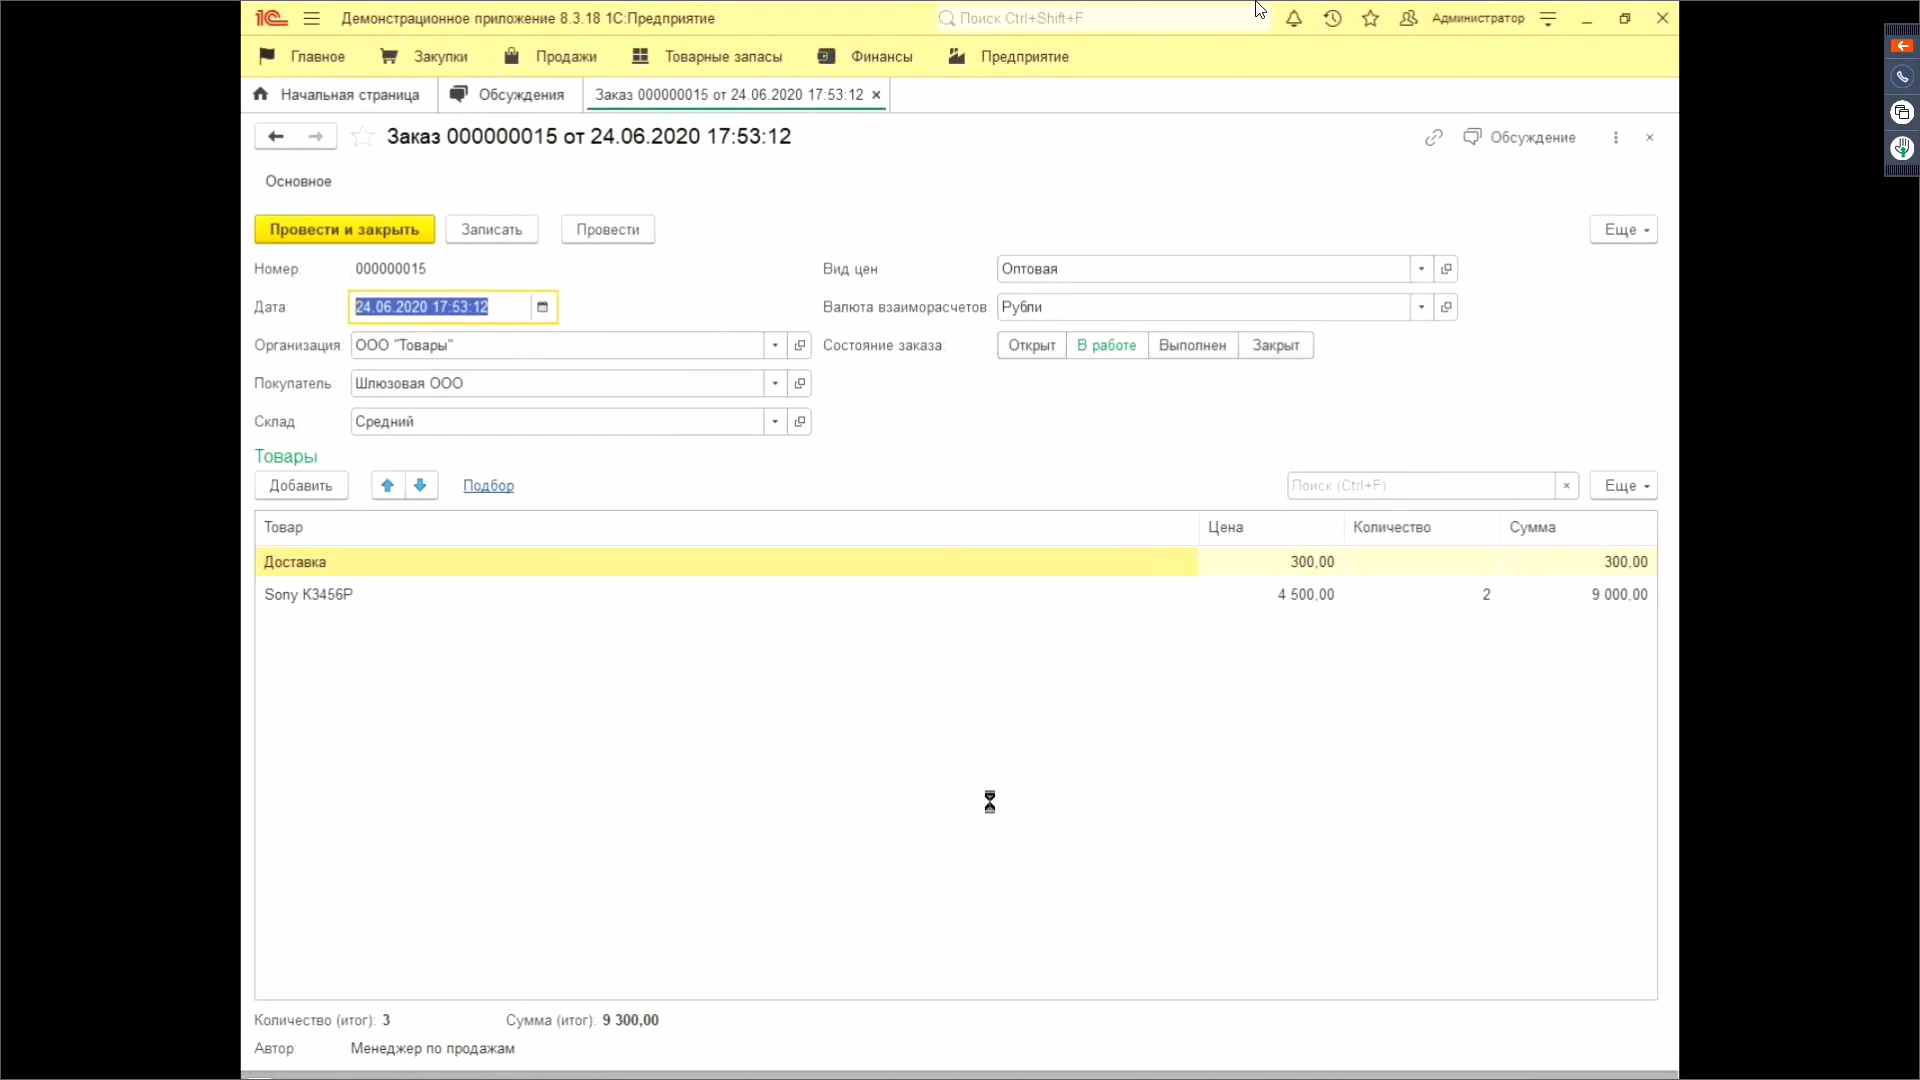 1С Демонстрационное приложение 8.3.18 1С:Предприятие Поиск Ctrl+Shift+F Администратор
Главное Закупки Продажи Товарные запасы Финансы Предприятие
Начальная страница Обсуждения Заказ 000000015 от 24.06.2020 17:53:12
Заказ 000000015 от 24.06.2020 17:53:12 Обсуждение
Основное
Провести и закрыть Записать Провести Еще
Номер: 000000015 Вид цен Оптовая
Дата: 24.06.2020 17:53:12 Валюта взаиморасчетов: Рубли
Организация: ООО "Товары" Состояние заказа: Открыт В работе Выполнен Закрыт
Покупатель Шлюзовая ООО
Склад: Средний
Товары
Добавить Подбор Поиск (Ctrl+F) × Еще
Товар Цена Количество Сумма
Доставка 300,00 300,00
Sony К3456P 4 500,00 2 9 000,00
Количество (итог): 3 Сумма (итог): 9 300,00
Автор: Менеджер по продажам